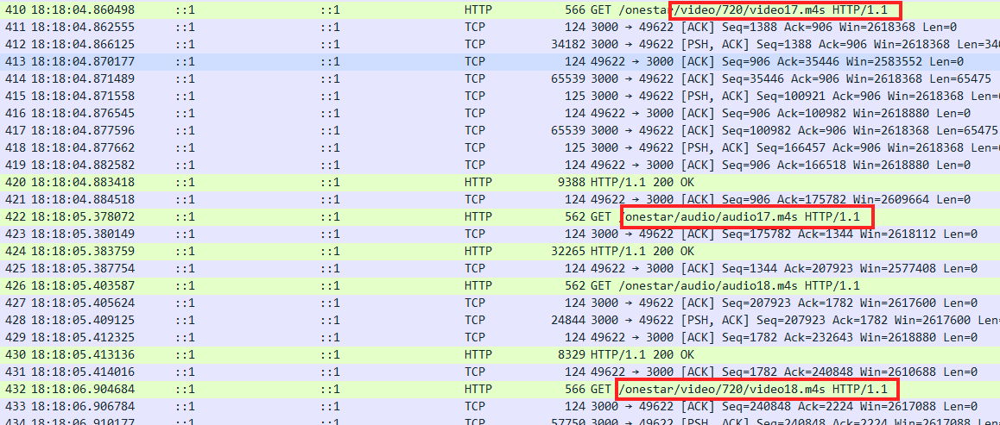 410 18:18:04.860498 ::1 ::1 HTTP 566 GET /onestar/video/720/video17.m4s HTTP/1.1
411 18:18:04.862555 ::1 ::1 TCP 124 3000 → 49622 [ACK] Seq=1388 Ack=906 Win=2618368 Len=0
412 18:18:04.866125 ::1 ::1 TCP 34182 3000 → 49622 [PSH, ACK] Seq=1388 Ack=906 Win=2618368 Len=340
413 18:18:04.870177 ::1 ::1 TCP 124 49622 → 3000 [ACK] Seq=906 Ack=35446 Win=2583552 Len=0
414 18:18:04.871489 ::1 ::1 TCP 65539 3000 → 49622 [ACK] Seq=35446 Ack=906 Win=2618368 Len=65475
415 18:18:04.871558 ::1 ::1 TCP 125 3000 → 49622 [PSH, ACK] Seq=100921 Ack=906 Win=2618368 Len=
416 18:18:04.876545 ::1 ::1 TCP 124 49622 → 3000 [ACK] Seq=906 Ack=100982 Win=2618880 Len=0
417 18:18:04.877596 ::1 ::1 TCP 65539 3000 → 49622 [ACK] Seq=100982 Ack=906 Win=2618368 Len=65475
418 18:18:04.877662 ::1 ::1 TCP 125 3000 → 49622 [PSH, ACK] Seq=166457 Ack=906 Win=2618368 Len=
419 18:18:04.882582 ::1 ::1 TCP 124 49622 → 3000 [ACK] Seq=906 Ack=166518 Win=2618880 Len=0
420 18:18:04.883418 ::1 ::1 HTTP 9388 HTTP/1.1 200 OK
421 18:18:04.884518 ::1 ::1 TCP 124 49622 → 3000 [ACK] Seq=906 Ack=175782 Win=2609664 Len=0
422 18:18:05.378072 ::1 ::1 HTTP 562 GET /onestar/audio/audio17.m4s HTTP/1.1
423 18:18:05.380149 ::1 ::1 TCP 124 3000 → 49622 [ACK] Seq=175782 Ack=1344 Win=2618112 Len=0
424 18:18:05.383759 ::1 ::1 HTTP 32265 HTTP/1.1 200 OK
425 18:18:05.387754 ::1 ::1 TCP 124 49622 → 3000 [ACK] Seq=1344 Ack=207923 Win=2577408 Len=0
426 18:18:05.403587 ::1 ::1 HTTP 562 GET /onestar/audio/audio18.m4s HTTP/1.1
427 18:18:05.405624 ::1 ::1 TCP 124 3000 → 49622 [ACK] Seq=207923 Ack=1782 Win=2617600 Len=0
428 18:18:05.409125 ::1 ::1 TCP 24844 3000 → 49622 [PSH, ACK] Seq=207923 Ack=1782 Win=2617600 Len=
429 18:18:05.412325 ::1 ::1 TCP 124 49622 → 3000 [ACK] Seq=1782 Ack=232643 Win=2618880 Len=0
430 18:18:05.413136 ::1 ::1 HTTP 8329 HTTP/1.1 200 OK
431 18:18:05.414016 ::1 ::1 TCP 124 49622 → 3000 [ACK] Seq=1782 Ack=240848 Win=2610688 Len=0
432 18:18:06.904684 ::1 ::1 HTTP 566 GET /onestar/video/720/video18.m4s HTTP/1.1
433 18:18:06.906784 ::1 ::1 TCP 124 3000 → 49622 [ACK] Seq=240848 Ack=2224 Win=2617088 Len=0
434 18:18:06.910177 ::1 ::1 TCP 57750 3000 → 49622 [PSH, ACK] Seq=240848 Ack=2224 Win=2617088 Len=